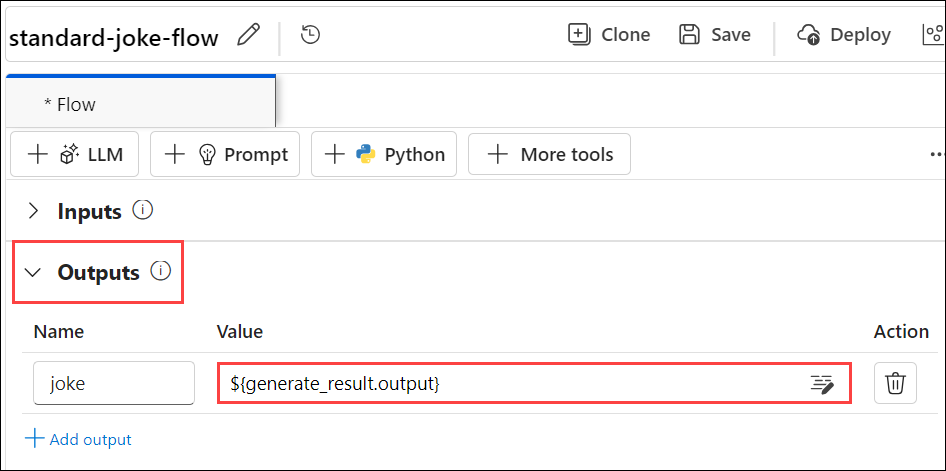 standard-joke-flow Clone Save Deploy
* Flow
LLM Prompt Python More tools ...
Inputs
Outputs
Name Value Action
joke ${generate_result.output}
Add output